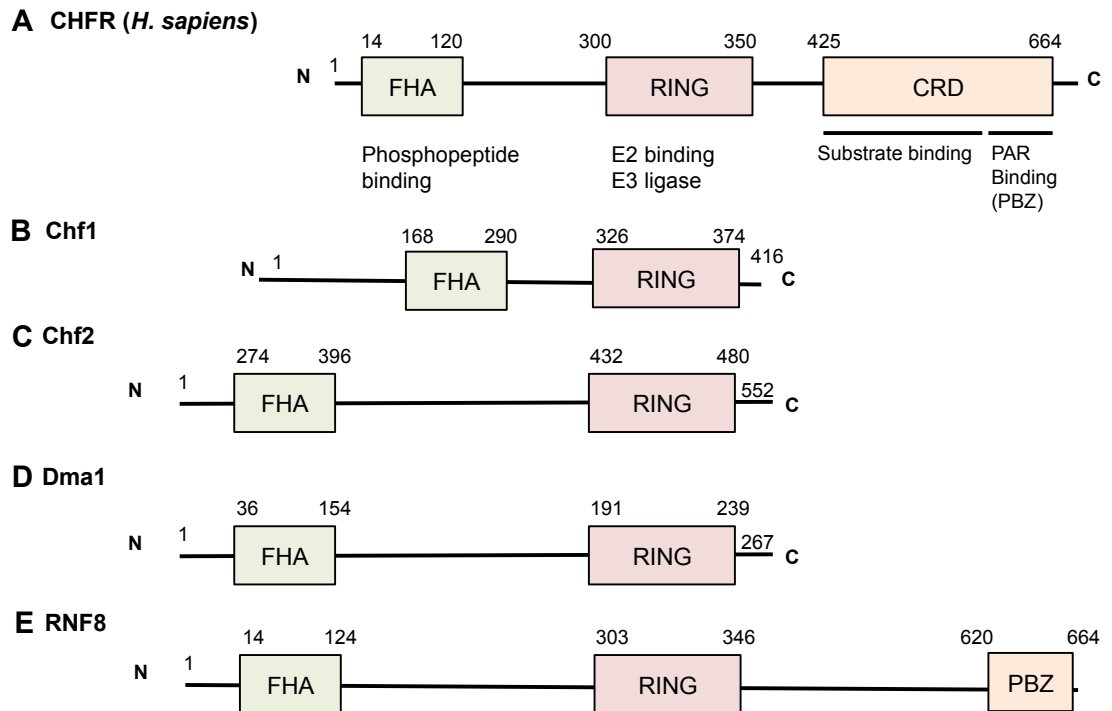 A CHFR (H. sapiens)
14 120 300 350 425 664
N 1 FHA RING CRD C
Phosphopeptide
binding
E2 binding
E3 ligase
Substrate binding
PAR
Binding
(PBZ)
B Chf1
168 290 326 374
N 1 FHA RING 416 C
C Chf2
274 396 432 480
N 1 FHA RING 552 C
D Dma1
36 154 191 239
N 1 FHA RING 267 C
E RNF8
14 124 303 346 620 664
N 1 FHA RING PBZ